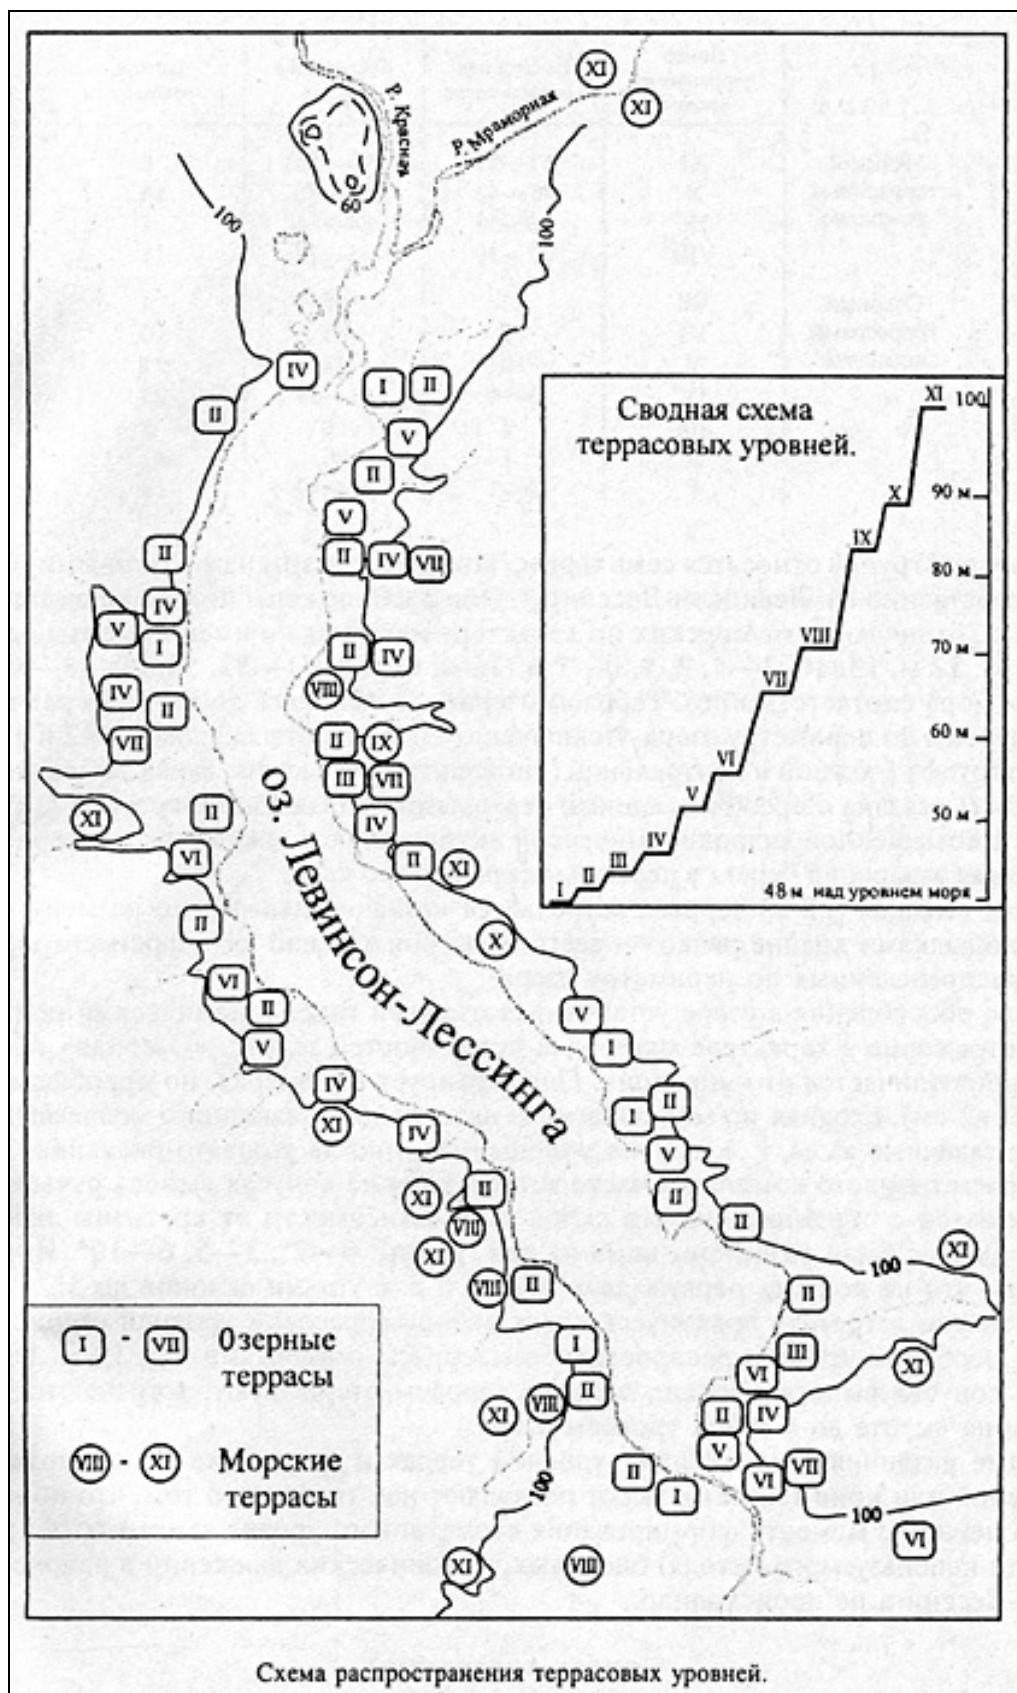 XI
XI
Р. Красная
Р. Мраморная
60
100
100
IV
I
II
II
V
II
V
II
IV
VII
II
IV
V
I
IV
II
VII
II
IV
VIII
II
IX
III
VII
IV
II
XI
XI
II
VI
II
X
VI
II
V
V
I
IV
XI
IV
II
V
II
II
оз. Левинсон-Лессинга
Сводная схема
террасовых уровней.
XI
100
X
90 м
IX
80 м
VIII
70 м
VII
60 м
VI
V
50 м
IV
III
II
I
48 м над уровнем моря
XI
II
VIII
XI
VIII
II
XI
100
II
I
III
VI
XI
II
VIII
XI
II
IV
V
II
I
VI
VII
100
100
VI
XI
VIII
I - VII Озерные
террасы
VIII - XI Морские
террасы
Схема распространения террасовых уровней.